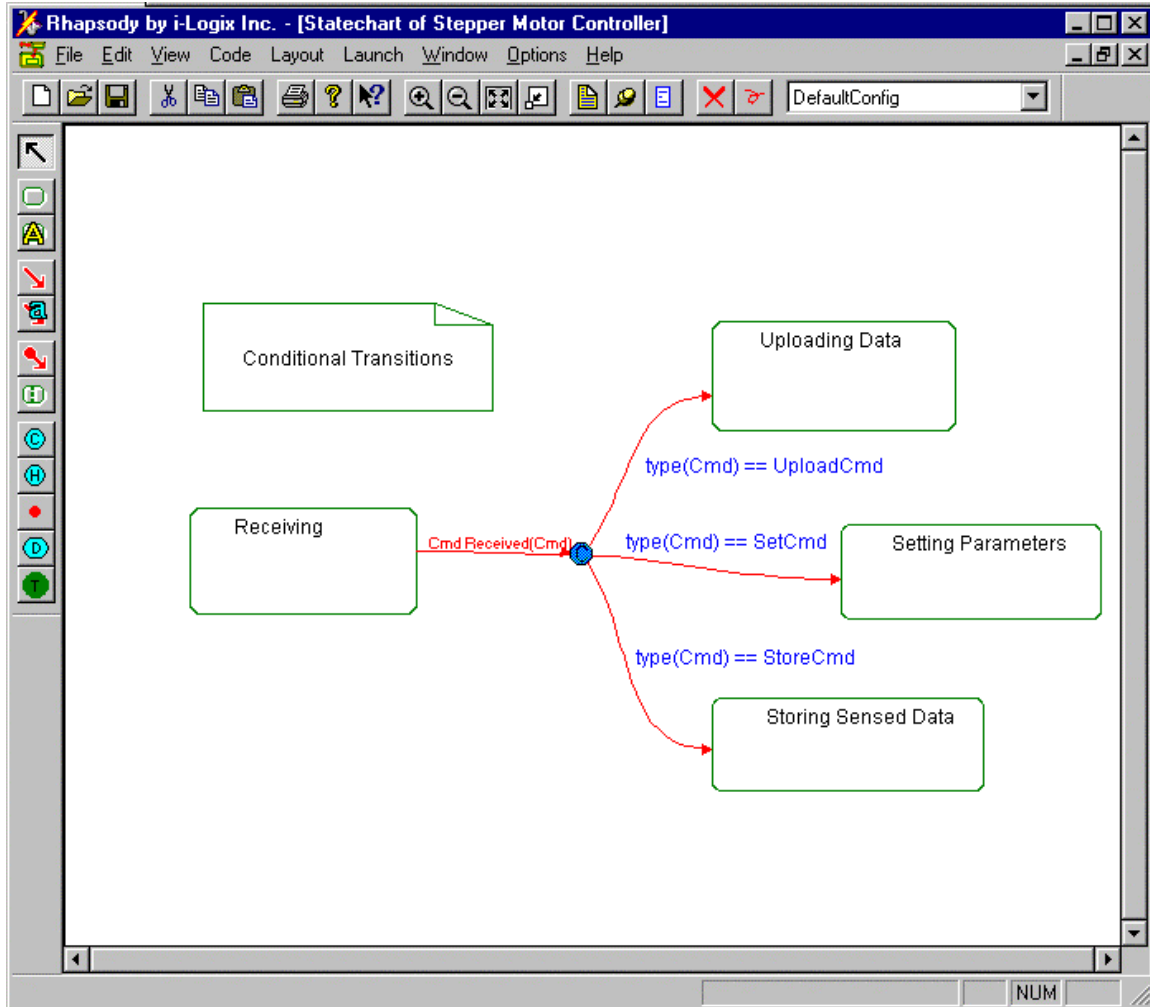 Rhapsody by i-Logix Inc. - [Statechart of Stepper Motor Controller]
File Edit View Code Layout Launch Window Options Help
DefaultConfig
A
a
H
C
H
D
T
Conditional Transitions
Uploading Data
type(Cmd) == UploadCmd
Receiving
Cmd Received(Cmd)
C
type(Cmd) == SetCmd
Setting Parameters
type(Cmd) == StoreCmd
Storing Sensed Data
NUM